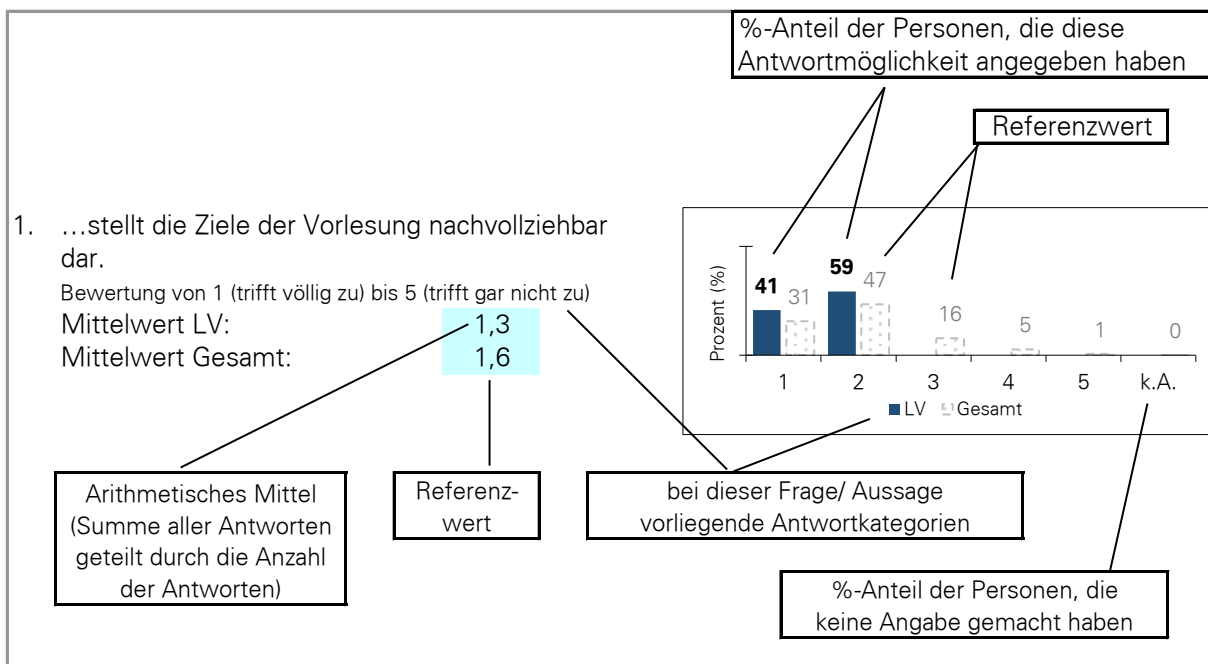 %-Anteil der Personen, die diese
Antwortmöglichkeit angegeben haben
Referenzwert
1. …stellt die Ziele der Vorlesung nachvollziehbar
dar.
Bewertung von 1 (trifft völlig zu) bis 5 (trifft gar nicht zu)
Mittelwert LV: 1,3
Mittelwert Gesamt: 1,6
Prozent (%)
41 31 59 47 16 5 1 0
1 2 3 4 5 k.A.
LV Gesamt
Arithmetisches Mittel
(Summe aller Antworten
geteilt durch die Anzahl
der Antworten)
Referenz-
wert
bei dieser Frage/ Aussage
vorliegende Antwortkategorien
%-Anteil der Personen, die
keine Angabe gemacht haben